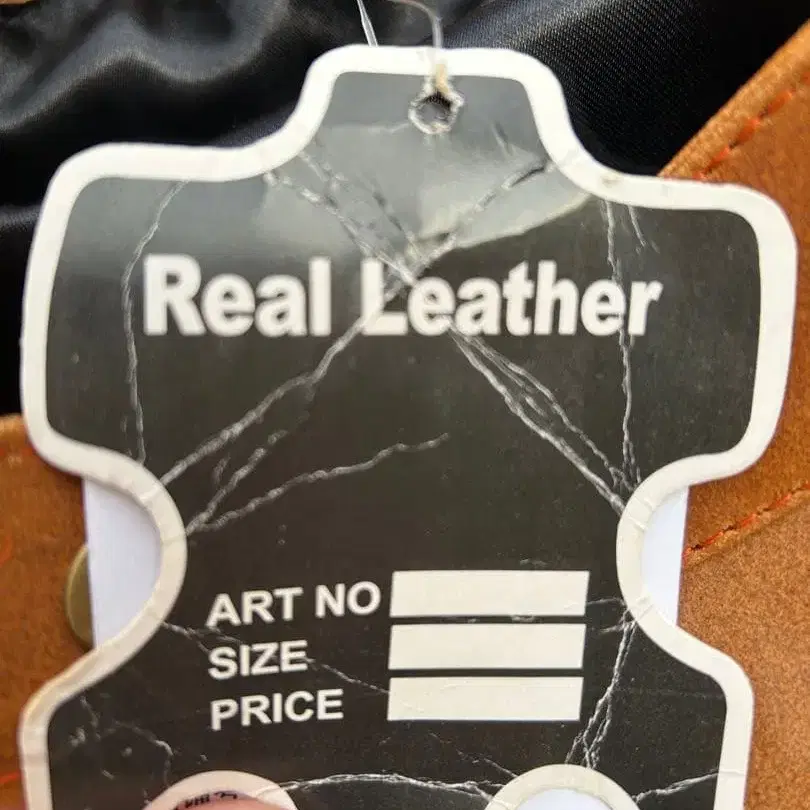 Real Leather
ART NO
SIZE
PRICE